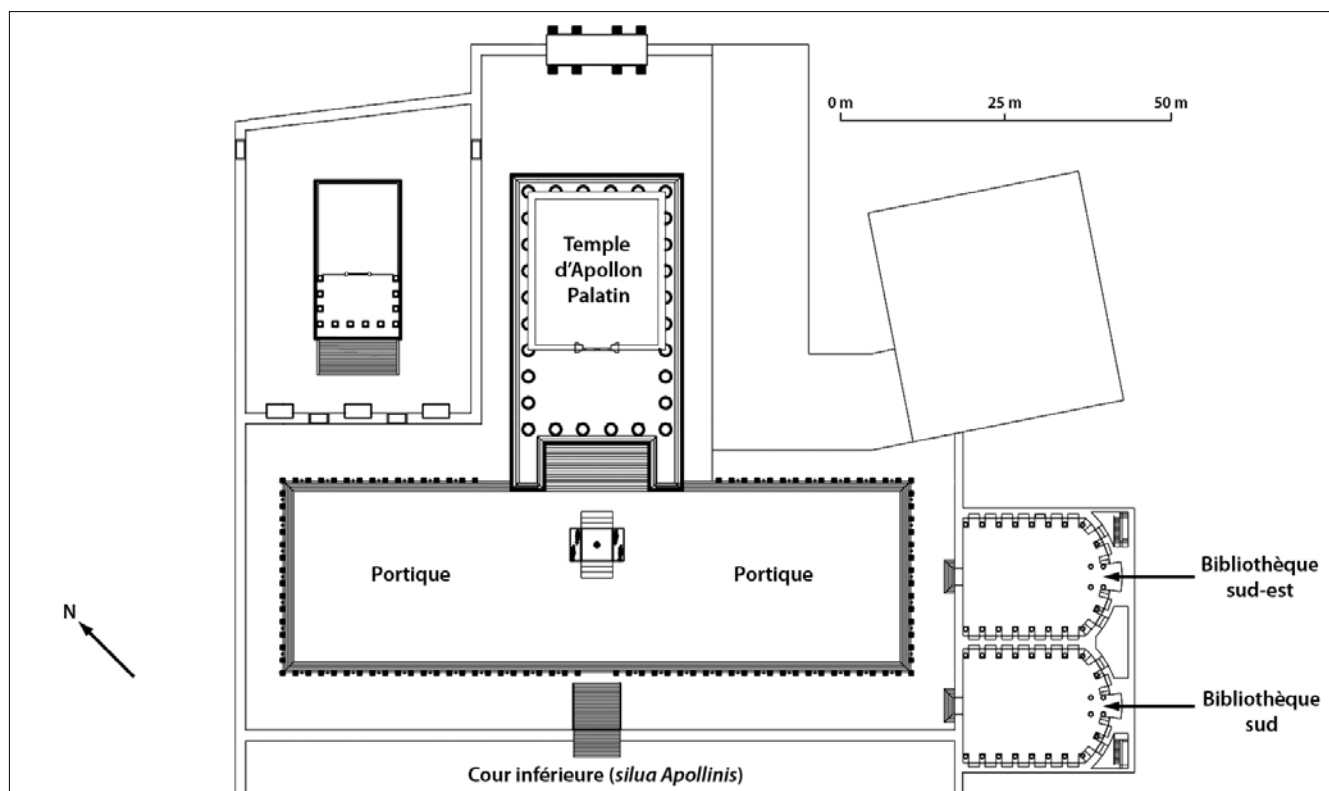 0 m 25 m 50 m
Temple
d'Apollon
Palatin
Portique
Portique
Bibliothèque
sud-est
N
Bibliothèque
sud
Cour inférieure (silua Apollinis)